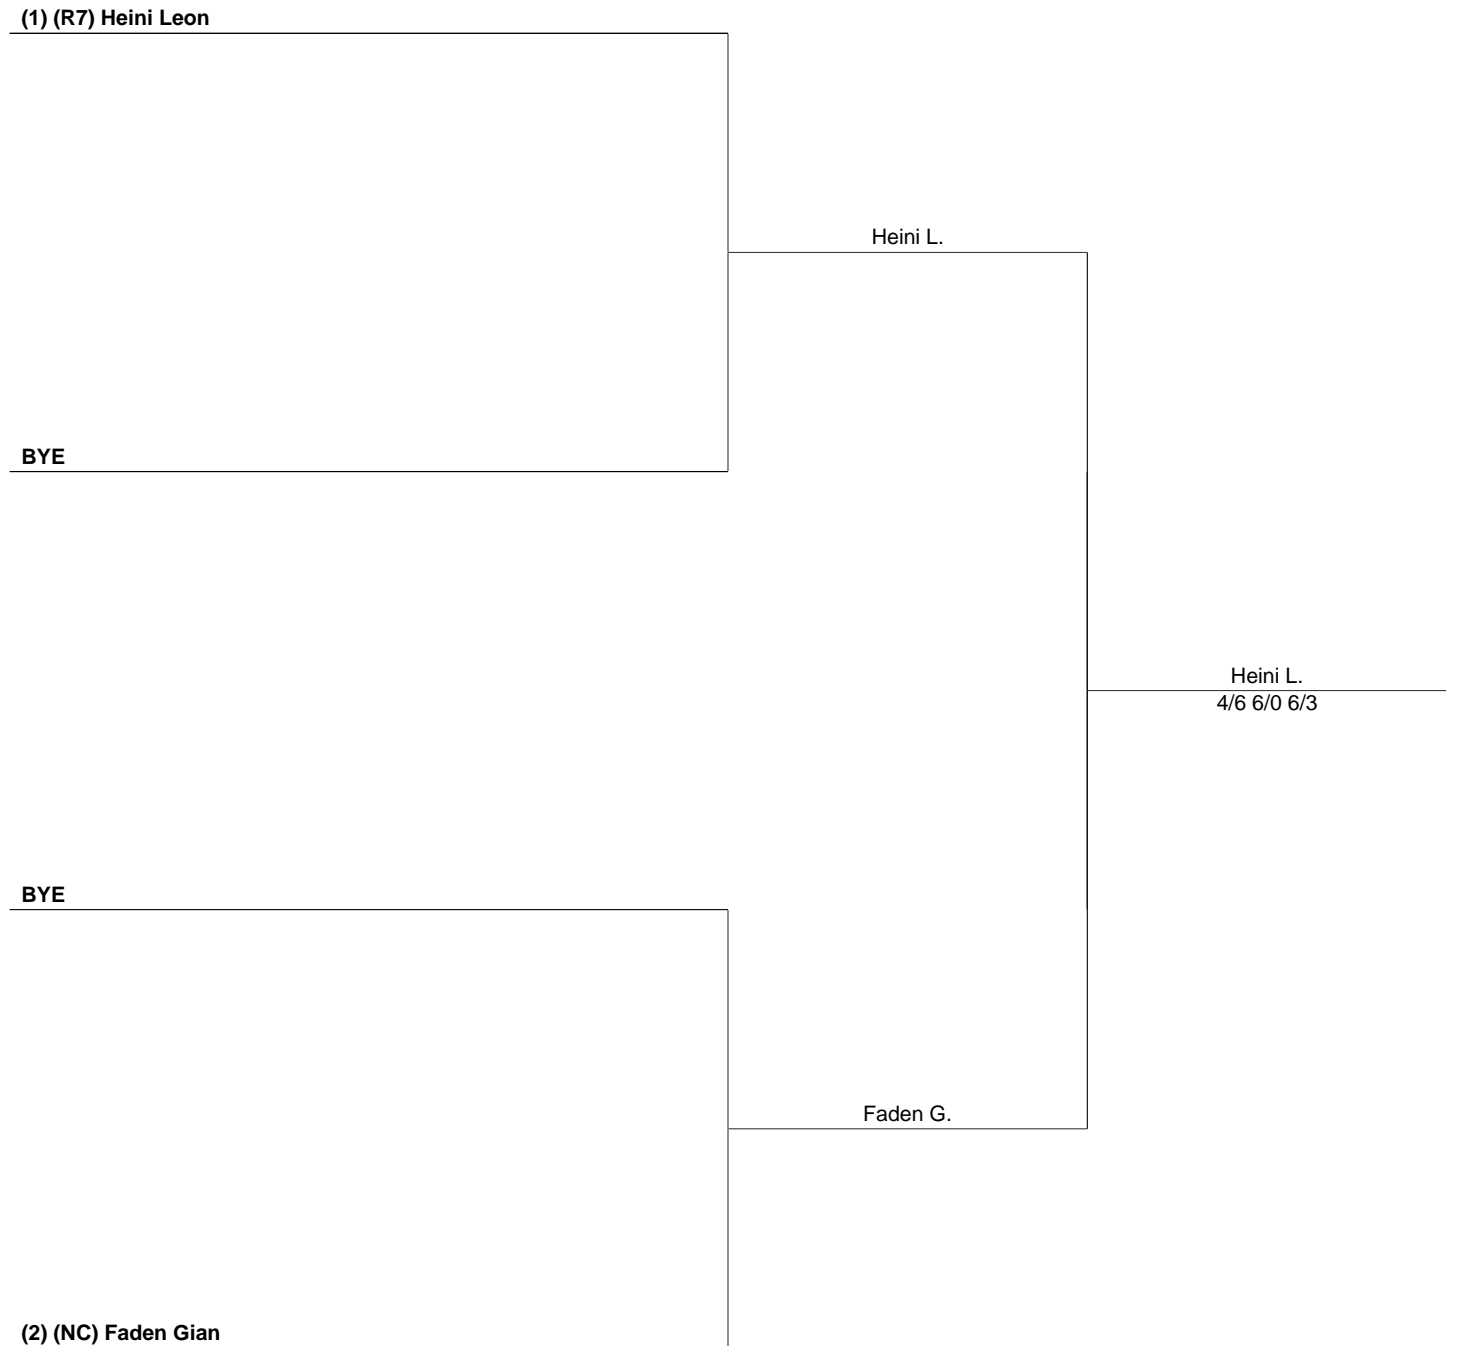 (1) (R7) Heini Leon
Heini L.
BYE
Heini L.
4/6 6/0 6/3
BYE
Faden G.
(2) (NC) Faden Gian